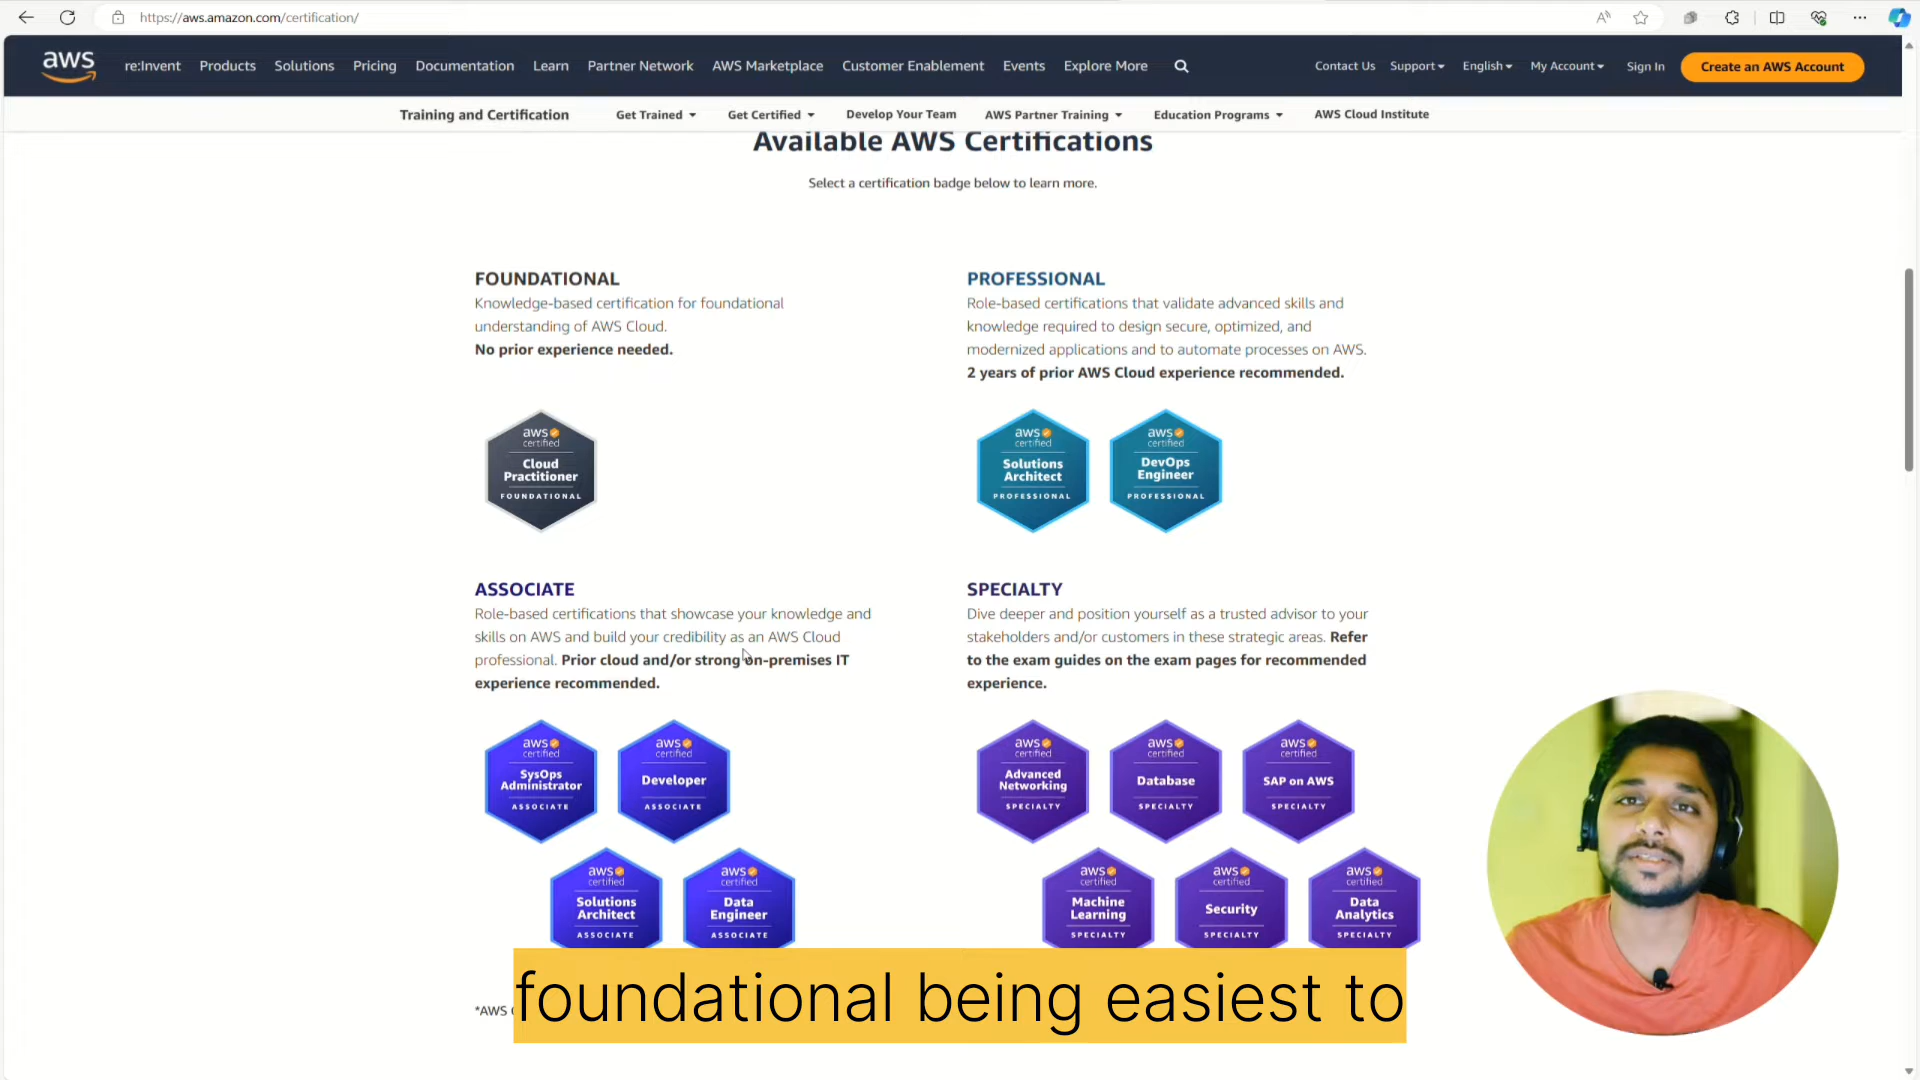 https://aws.amazon.com/certification/
aws
re:Invent Products Solutions Pricing Documentation Learn Partner Network AWS Marketplace Customer Enablement Events Explore More
Contact Us Support English My Account Sign In Create an AWS Account
Training and Certification Get Trained Get Certified Develop Your Team AWS Partner Training Education Programs AWS Cloud Institute
Available AWS Certifications
Select a certification badge below to learn more.
FOUNDATIONAL
Knowledge-based certification for foundational
understanding of AWS Cloud.
No prior experience needed.
aws
certified
Cloud
Practitioner
FOUNDATIONAL
PROFESSIONAL
Role-based certifications that validate advanced skills and
knowledge required to design secure, optimized, and
modernized applications and to automate processes on AWS.
2 years of prior AWS Cloud experience recommended.
aws
certified
Solutions
Architect
PROFESSIONAL
aws
certified
DevOps
Engineer
PROFESSIONAL
ASSOCIATE
Role-based certifications that showcase your knowledge and
skills on AWS and build your credibility as an AWS Cloud
professional. Prior cloud and/or strong on-premises IT
experience recommended.
aws
certified
SysOps
Administrator
ASSOCIATE
aws
certified
Developer
ASSOCIATE
aws
certified
Solutions
Architect
ASSOCIATE
aws
certified
Data
Engineer
ASSOCIATE
SPECIALTY
Dive deeper and position yourself as a trusted advisor to your
stakeholders and/or customers in these strategic areas. Refer
to the exam guides on the exam pages for recommended
experience.
aws
certified
Advanced
Networking
SPECIALTY
aws
certified
Database
SPECIALTY
aws
certified
SAP on AWS
SPECIALTY
aws
certified
Machine
Learning
SPECIALTY
aws
certified
Security
SPECIALTY
aws
certified
Data
Analytics
SPECIALTY
*AWS
foundational being easiest to